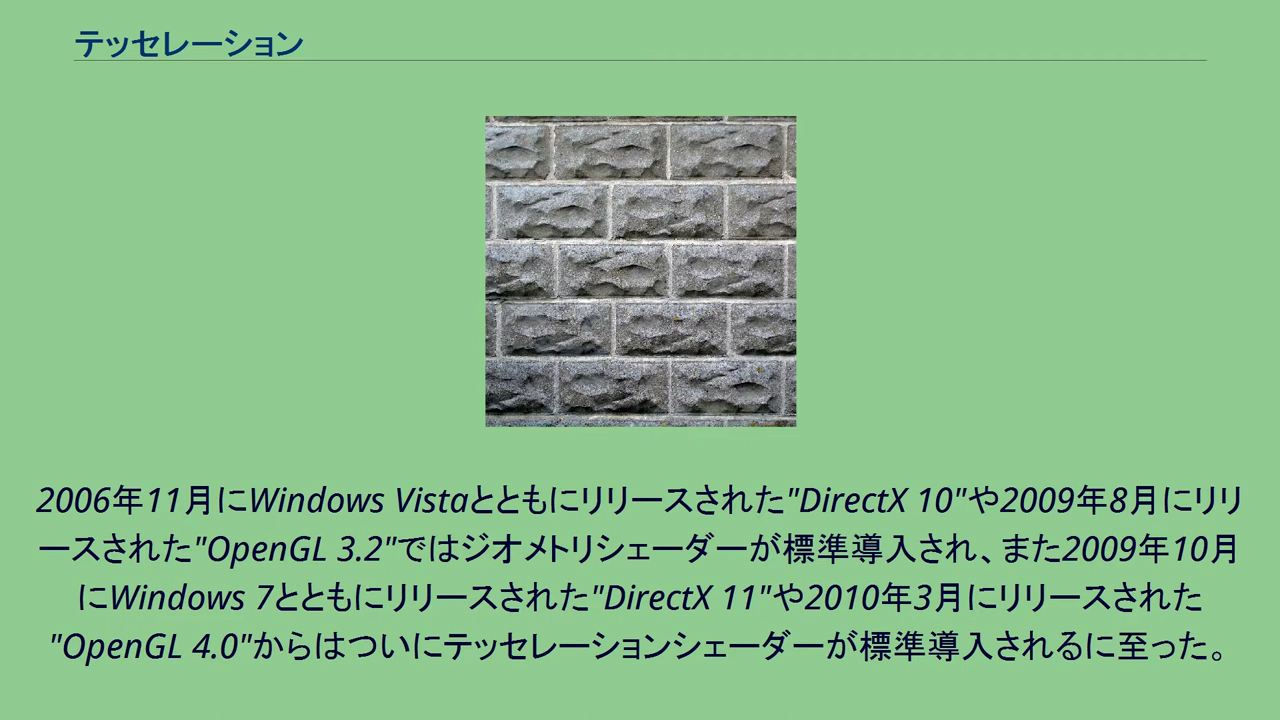 テッセレーション
2006年11月にWindows Vistaとともにリリースされた"DirectX 10"や2009年8月にリリ
ースされた"OpenGL 3.2"ではジオメトリシェーダーが標準導入され、また2009年10月
にWindows 7とともにリリースされた"DirectX 11"や2010年3月にリリースされた
"OpenGL 4.0"からはついにテッセレーションシェーダーが標準導入されるに至った。